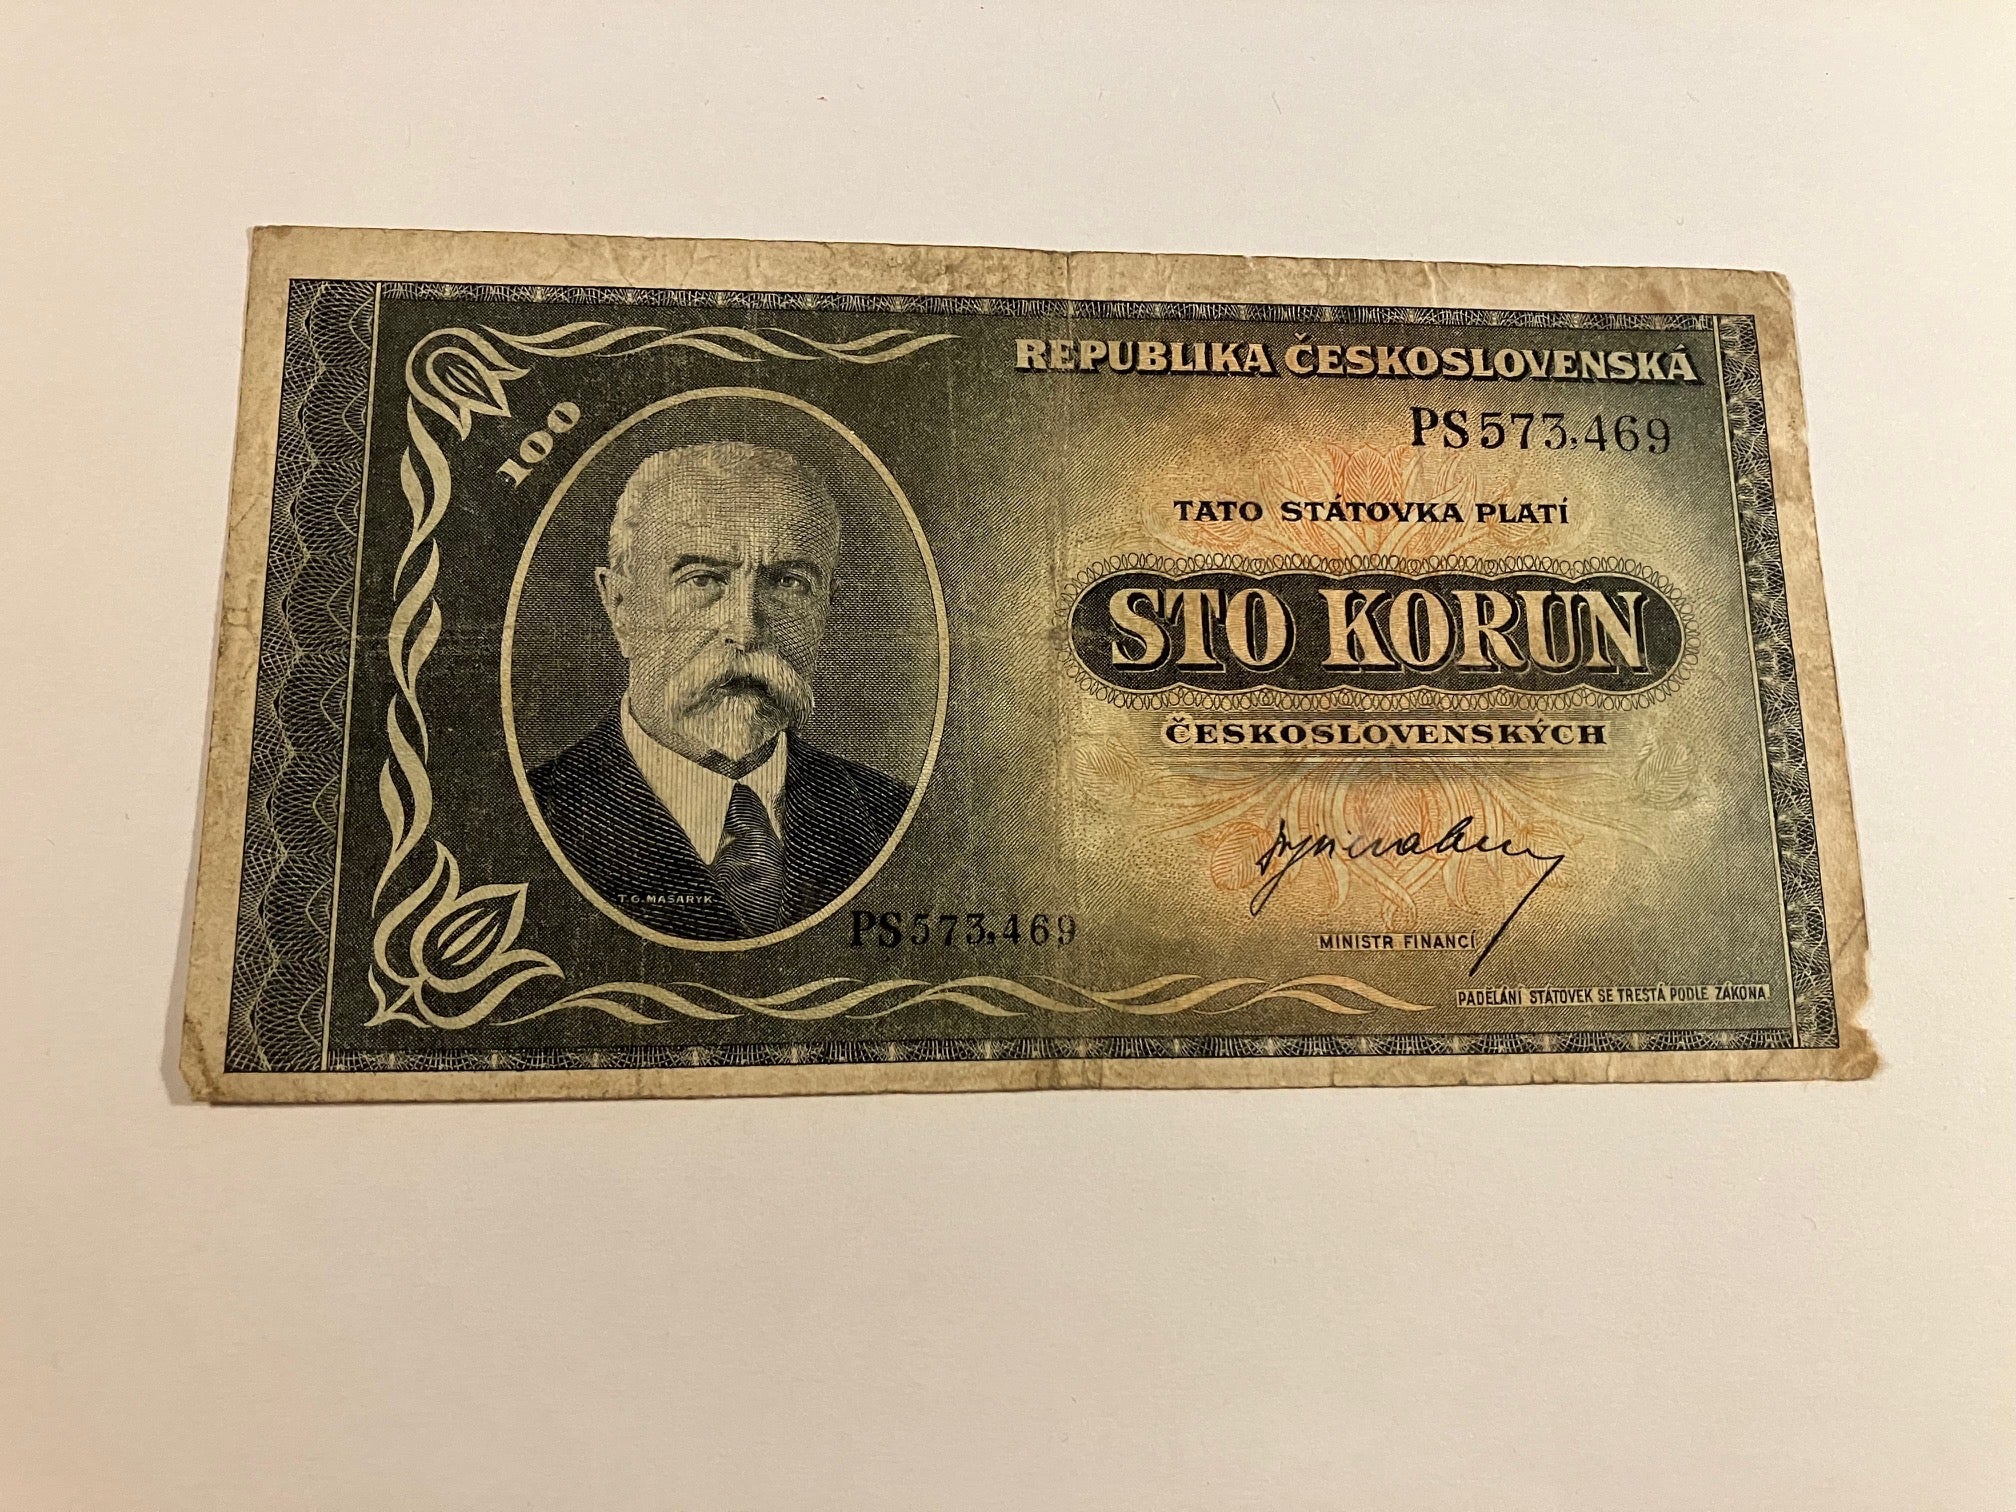 REPUBLIKA ČESKOSLOVENSKÁ
100
PS573,469
TATO STÁTOVKA PLATÍ
STO KORUN
ČESKOSLOVENSKÝCH
T.G. MASARYK
PS573,469
MINISTR FINANCÍ
PADĚLÁNÍ STÁTOVEK SE TRESTÁ PODLE ZÁKONA.